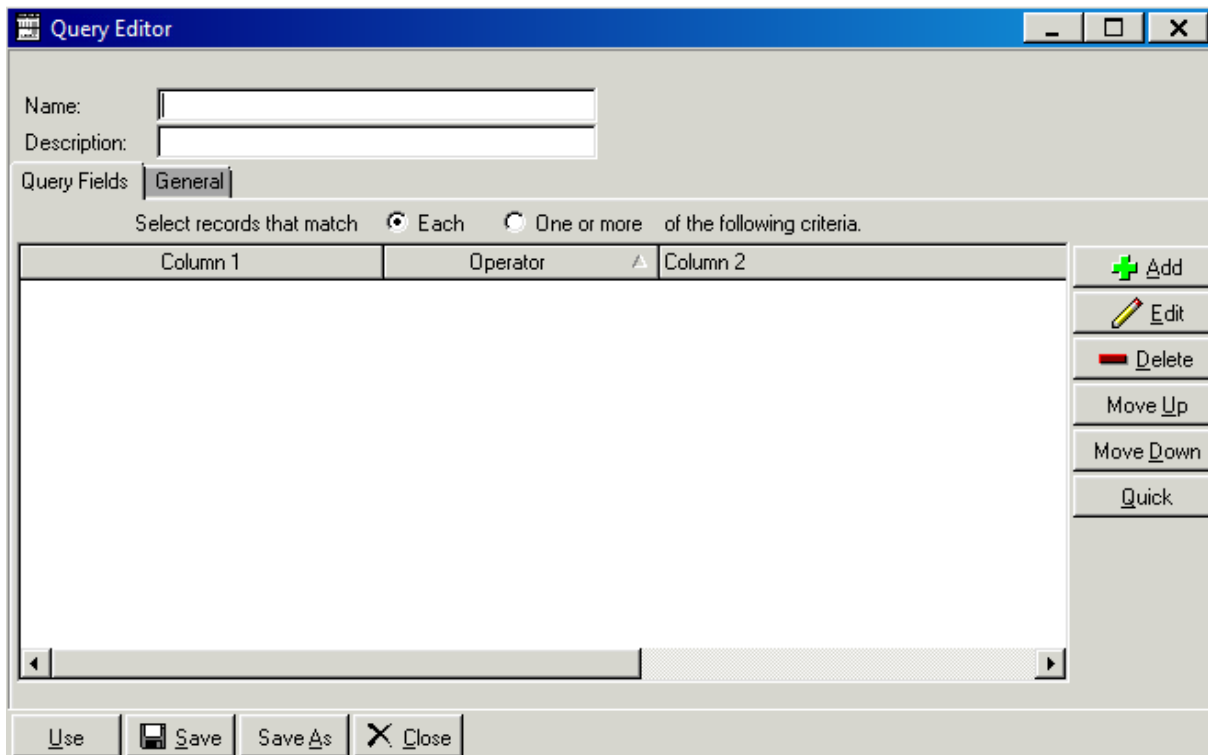 Query Editor
Name:
Description:
Query Fields General
Select records that match Each One or more of the following criteria.
Column 1 Operator Column 2
Add
Edit
Delete
Move Up
Move Down
Quick
Use Save Save As Close